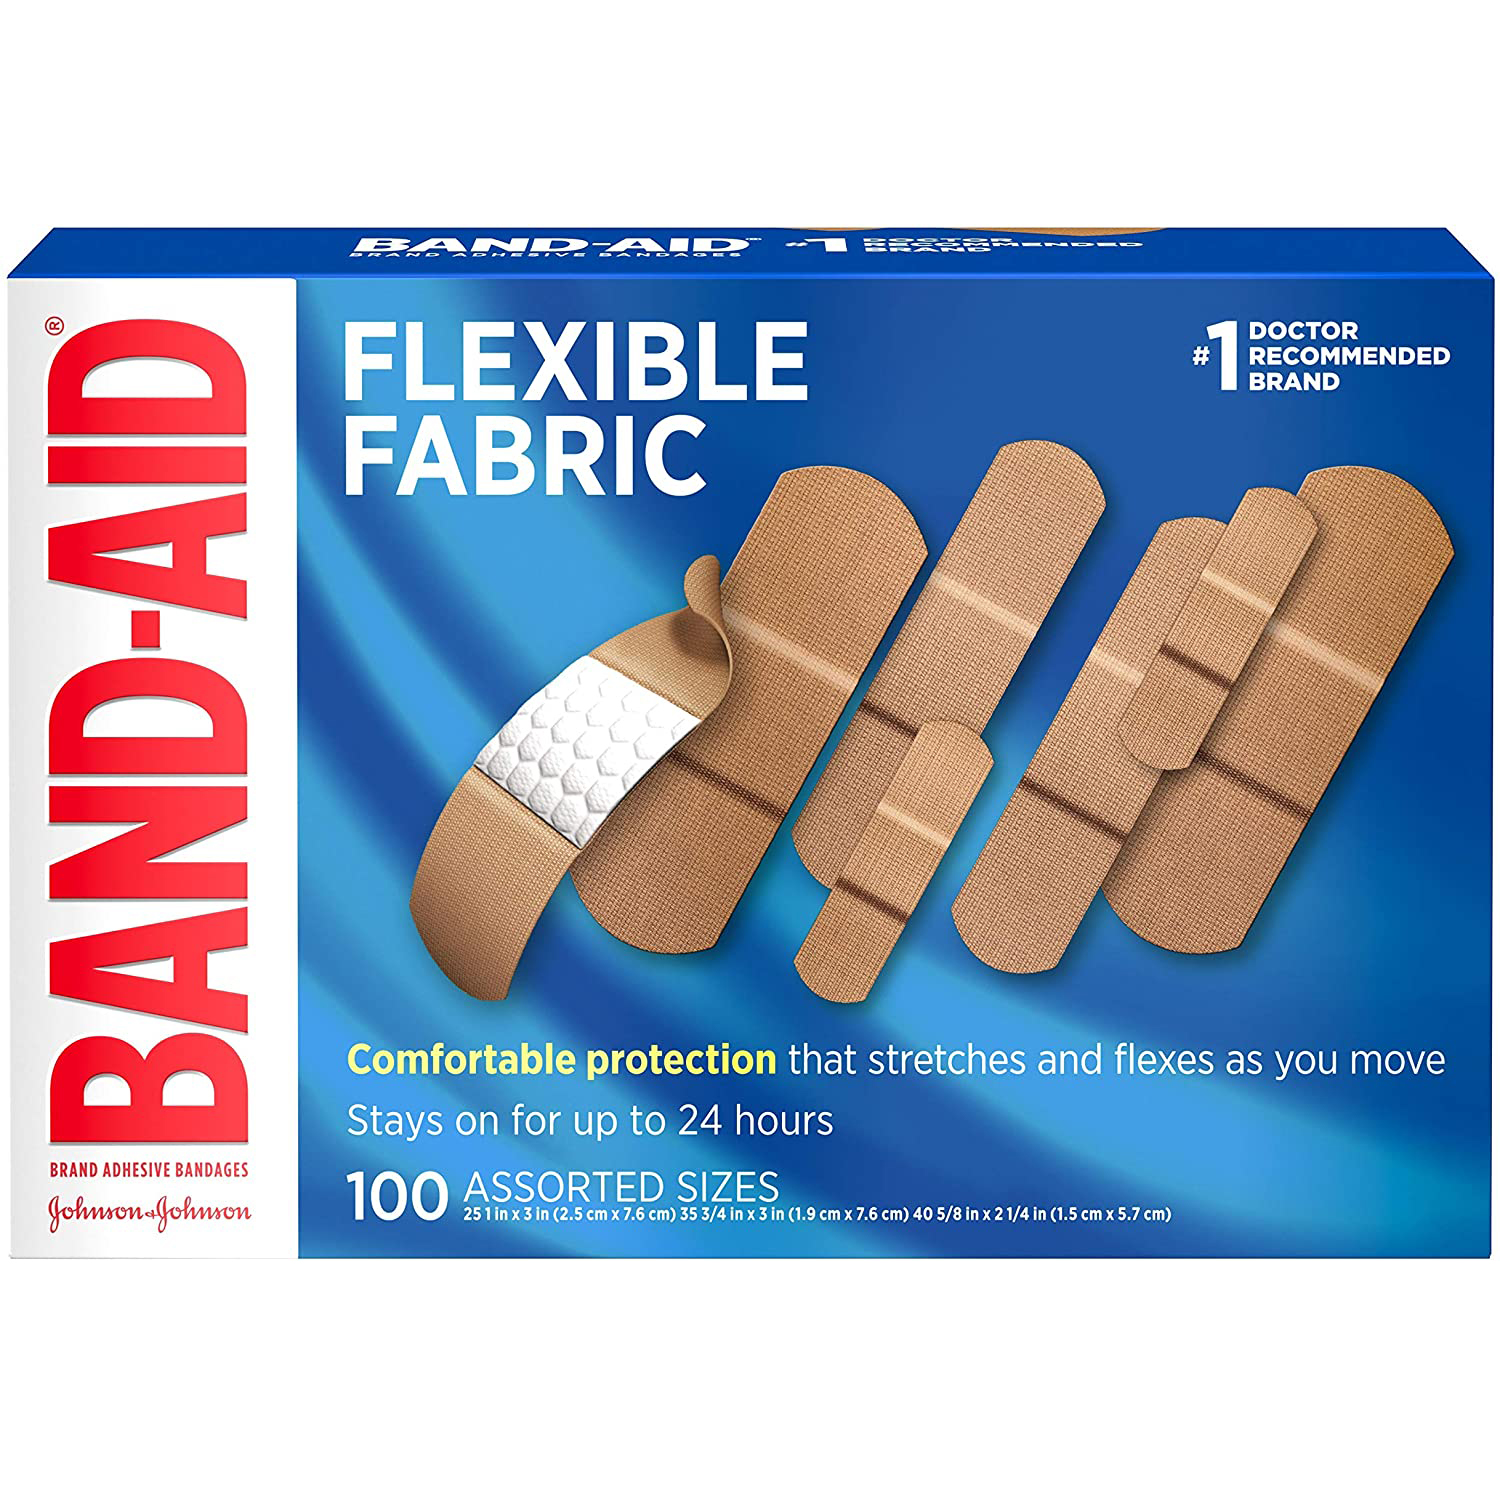 BAND-AID® #1 DOCTOR
RECOMMENDED
BRAND
BRAND ADHESIVE BANDAGES
BAND-AID®
BRAND ADHESIVE BANDAGES
Johnson & Johnson
FLEXIBLE
FABRIC
#1 DOCTOR
RECOMMENDED
BRAND
Comfortable protection that stretches and flexes as you move
Stays on for up to 24 hours
100 ASSORTED SIZES
25 1 in x 3 in (2.5 cm x 7.6 cm) 35 3/4 in x 3 in (1.9 cm x 7.6 cm) 40 5/8 in x 2 1/4 in (1.5 cm x 5.7 cm)